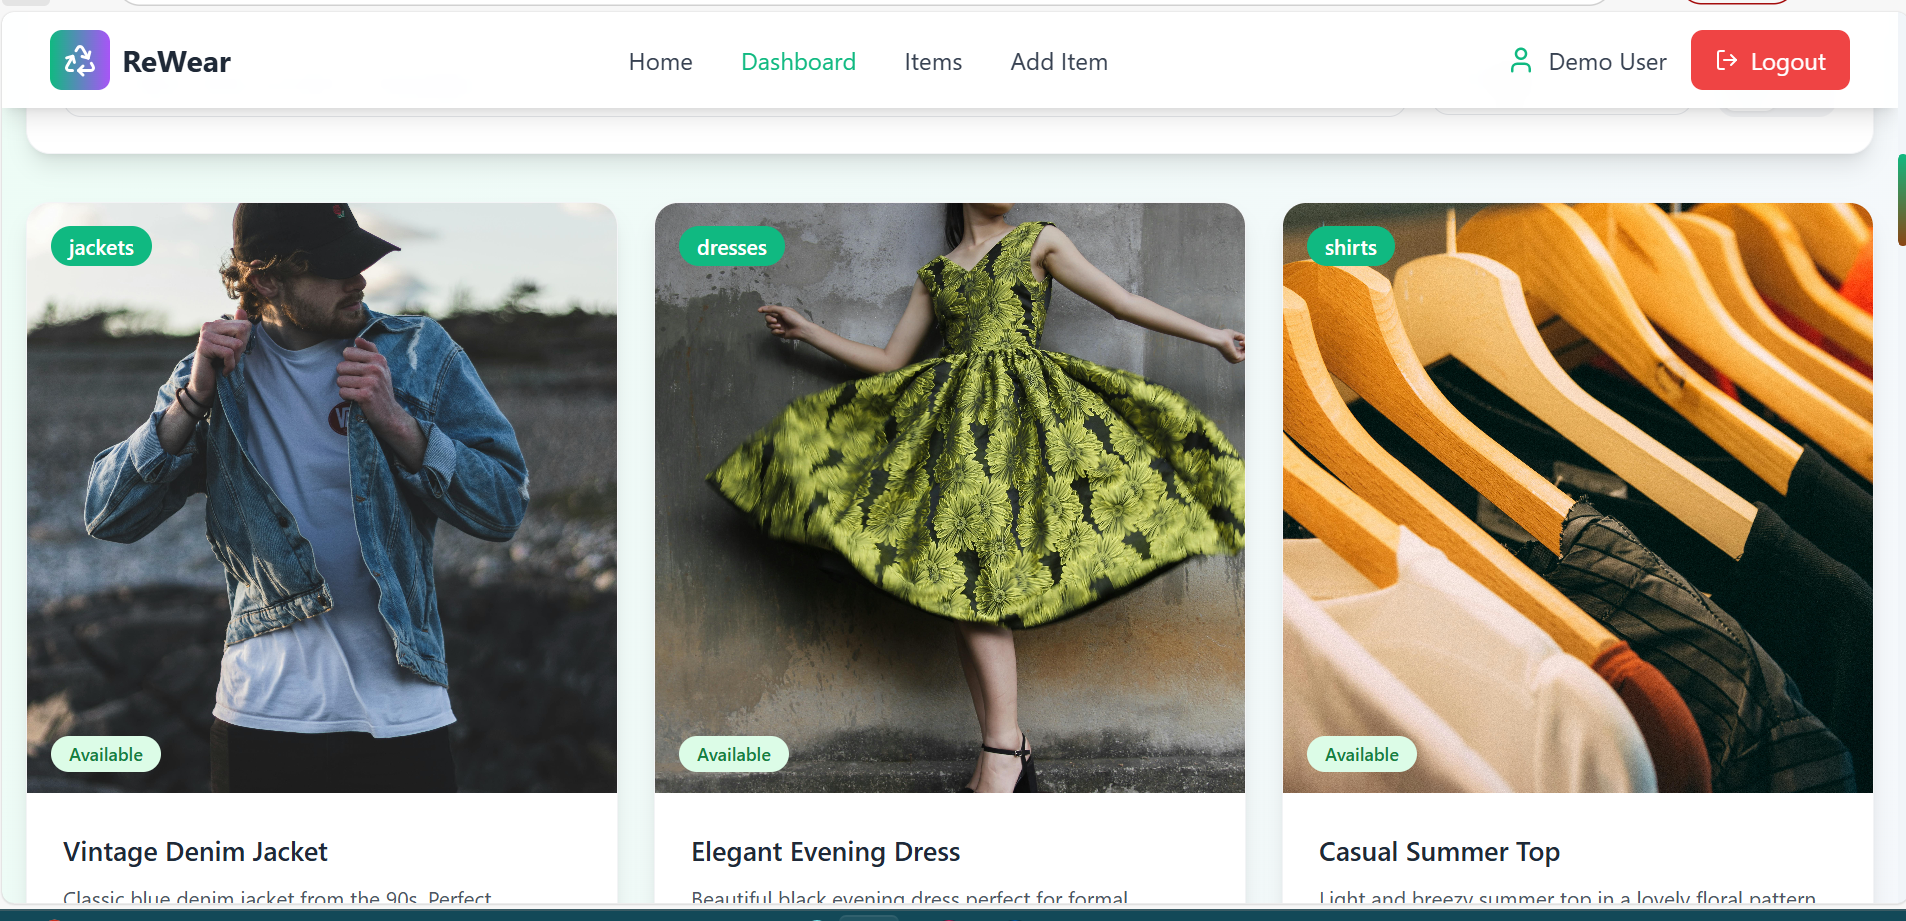 ReWear
Home
Dashboard
Items
Add Item
Demo User
Logout
jackets
dresses
shirts
Available
Available
Available
Vintage Denim Jacket
Elegant Evening Dress
Casual Summer Top
Classic blue denim jacket from the 90s. Perfect
Beautiful black evening dress perfect for formal
Light and breezy summer top in a lovely floral pattern